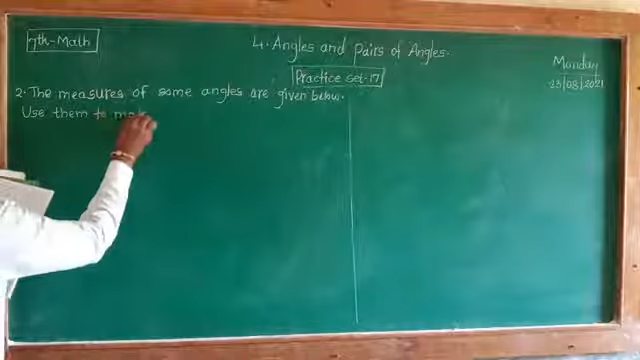 7th-Math
4. Angles and Pairs of Angles.
Practice set-17
Monday
23/08/2021
2. The measures of some angles are given below.
Use them to